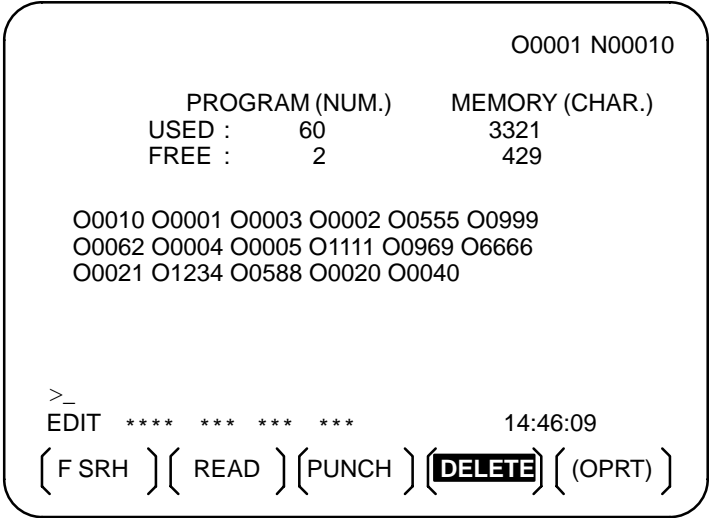 O0001 N00010
PROGRAM (NUM.) MEMORY (CHAR.)
USED : 60 3321
FREE : 2 429
O0010 O0001 O0003 O0002 O0555 O0999
O0062 O0004 O0005 O1111 O0969 O6666
O0021 O1234 O0588 O0020 O0040
>_
EDIT **** *** *** *** 14:46:09
F SRH READ PUNCH DELETE (OPRT)